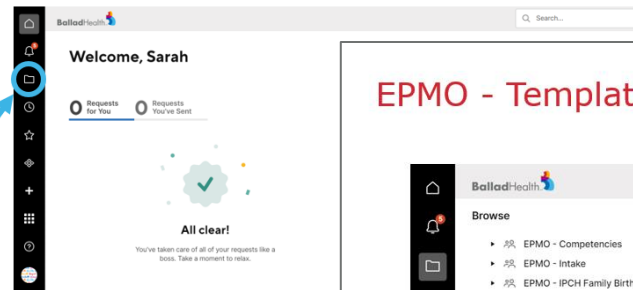 BalladHealth
Search...
5
Welcome, Sarah
0 Requests for You
0 Requests You've Sent
All clear!
You've taken care of all of your requests like a
boss. Take a moment to relax.
EPMO -
BalladHealth
5
Browse
EPMO - Competencies
EPMO - Intake
EPMO - IPCH Family